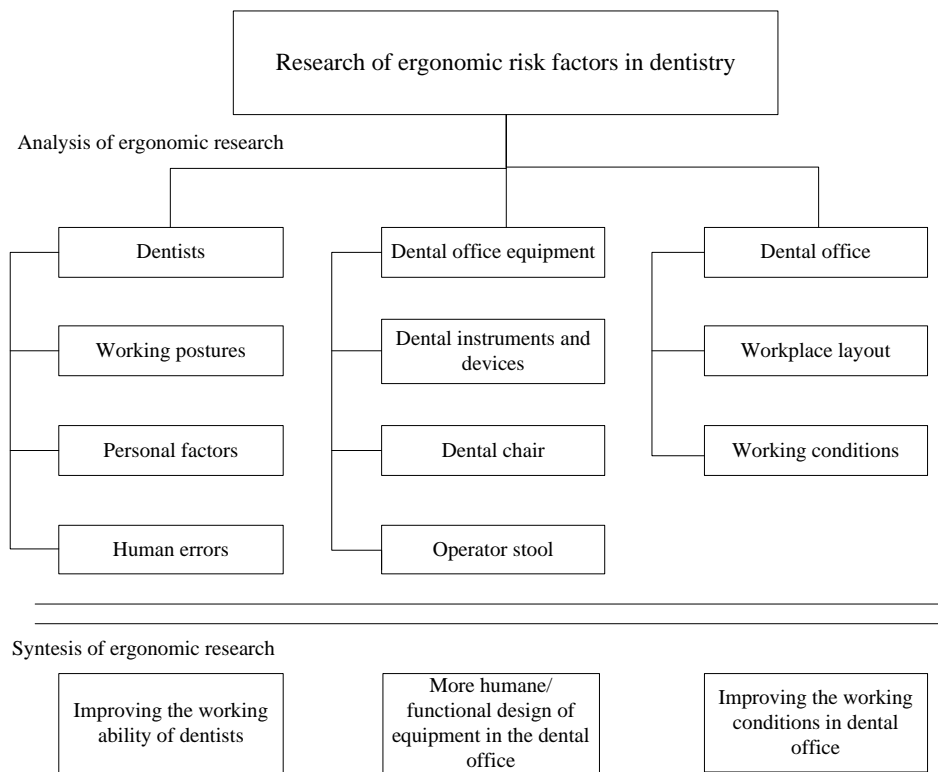 Research of ergonomic risk factors in dentistry
Analysis of ergonomic research
Dentists
Dental office equipment
Dental office
Working postures
Dental instruments and
devices
Workplace layout
Personal factors
Dental chair
Working conditions
Human errors
Operator stool
Syntesis of ergonomic research
Improving the working
ability of dentists
More humane/
functional design of
equipment in the dental
office
Improving the working
conditions in dental
office